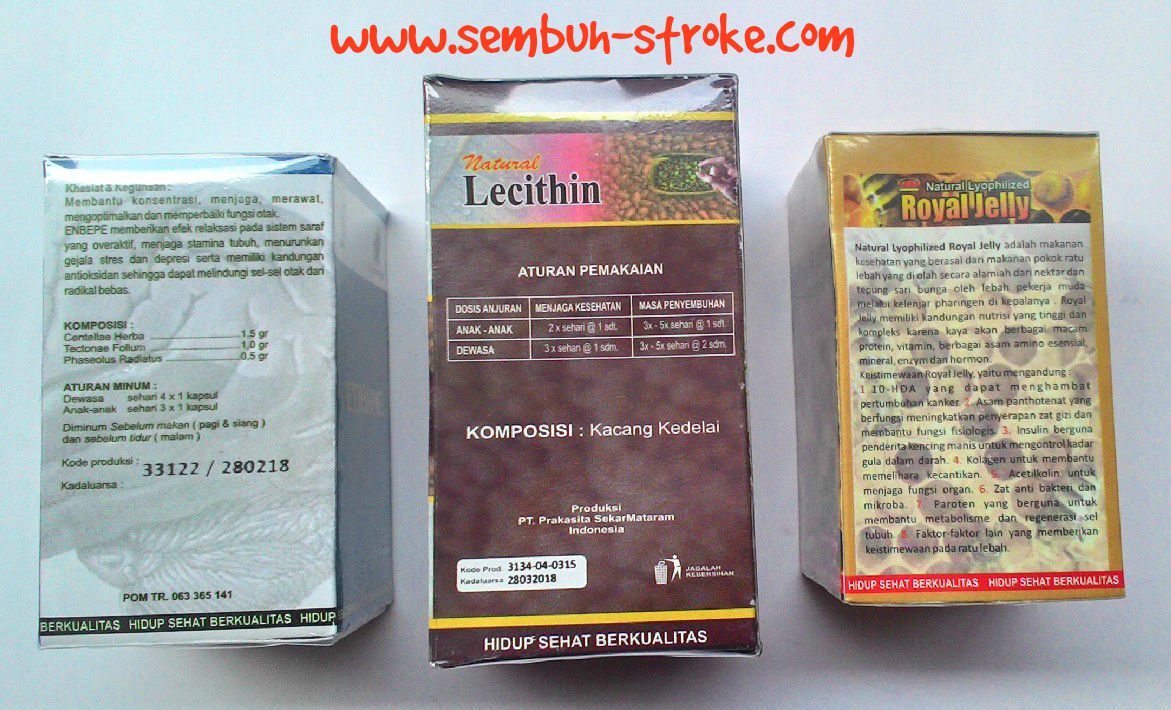 www.sembuh-stroke.com
Khasiat & Kegunaan :
Membantu konsentrasi, menjaga, merawat,
mengoptimalkan dan memperbaiki fungsi otak.
ENBEPE memberikan efek relaksasi pada sistem saraf
yang overaktif, menjaga stamina tubuh, menurunkan
gejala stres dan depresi serta memiliki kandungan
antioksidan sehingga dapat melindungi sel-sel otak dari
radikal bebas.
KOMPOSISI :
Centellae Herba 1,5 gr
Tectonae Folium 1,0 gr
Phaseolus Radiatus 0,5 gr
ATURAN MINUM :
Dewasa sehari 4 x 1 kapsul
Anak-anak sehari 3 x 1 kapsul
Diminum Sebelum makan ( pagi & siang )
dan sebelum tidur ( malam )
Kode produksi : 33122 / 280218
Kadaluarsa :
POM TR. 063 365 141
BERKUALITAS HIDUP SEHAT BERKUALITAS HIDUP
Natural
Lecithin
ATURAN PEMAKAIAN
DOSIS ANJURAN MENJAGA KESEHATAN MASA PENYEMBUHAN
ANAK - ANAK 2 x sehari @ 1 sdt. 3x - 5x sehari @ 1 sdt.
DEWASA 3 x sehari @ 1 sdm. 3x - 5x sehari @ 2 sdm.
KOMPOSISI : Kacang Kedelai
Produksi
PT. Prakasita SekarMataram
Indonesia
Kode Prod. 3134-04-0315
Kadaluarsa 28032018
JAGALAH
KEBERSIHAN
HIDUP SEHAT BERKUALITAS
Natural Lyophilized
Royal Jelly
Natural Lyophilized Royal Jelly adalah makanan
kesehatan yang berasal dari makanan pokok ratu
lebah yang di olah secara alamiah dari nektar dan
tepung sari bunga oleh lebah pekerja muda
melalui kelenjar pharingen di kepalanya . Royal
Jelly memiliki kandungan nutrisi yang tinggi dan
kompleks karena kaya akan berbagai macam
protein, vitamin, berbagai asam amino esensial,
mineral, enzym dan hormon.
Keistimewaan Royal Jelly, yaitu mengandung :
1. 10-HDA yang dapat menghambat
pertumbuhan kanker. 2. Asam panthotenat yang
berfungsi meningkatkan penyerapan zat gizi dan
membantu fungsi fisiologis. 3. Insulin berguna
penderita kencing manis untuk mengontrol kadar
gula dalam darah. 4. Kolagen untuk membantu
memelihara kecantikan. 5. Acetilkolin untuk
menjaga fungsi organ. 6. Zat anti bakteri dan
mikroba. 7. Paroten yang berguna untuk
membantu metabolisme dan regenerasi sel
tubuh. 8. Faktor-faktor lain yang memberikan
keistimewaan pada ratu lebah.
HIDUP SEHAT BERKUALITAS HIDUP SEHAT BERKUALITAS